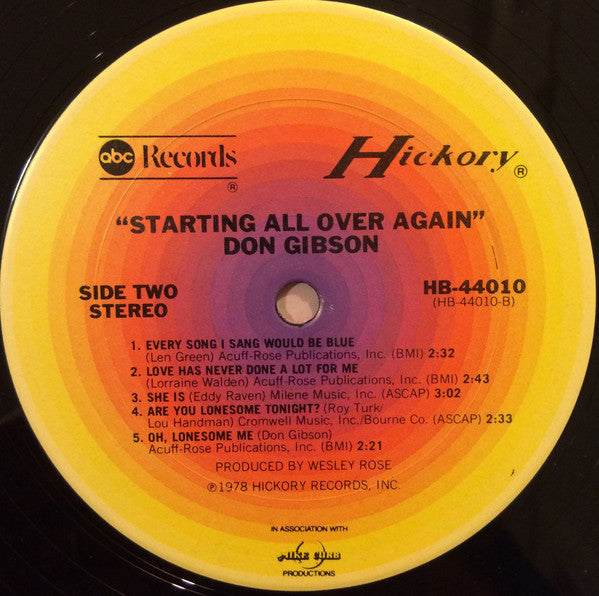 abc Records ®
Hickory ®
"STARTING ALL OVER AGAIN"
DON GIBSON
SIDE TWO
STEREO
HB-44010
(HB-44010-B)
1. EVERY SONG I SANG WOULD BE BLUE
(Len Green) Acuff-Rose Publications, Inc. (BMI) 2:32
2. LOVE HAS NEVER DONE A LOT FOR ME
(Lorraine Walden) Acuff-Rose Publications, Inc. (BMI) 2:43
3. SHE IS (Eddy Raven) Milene Music, Inc. (ASCAP) 3:02
4. ARE YOU LONESOME TONIGHT? (Roy Turk/
Lou Handman) Cromwell Music, Inc./Bourne Co. (ASCAP) 2:33
5. OH, LONESOME ME (Don Gibson)
Acuff-Rose Publications, Inc. (BMI) 2:21
PRODUCED BY WESLEY ROSE
℗1978 HICKORY RECORDS, INC.
IN ASSOCIATION WITH
MIKE CURB
PRODUCTIONS